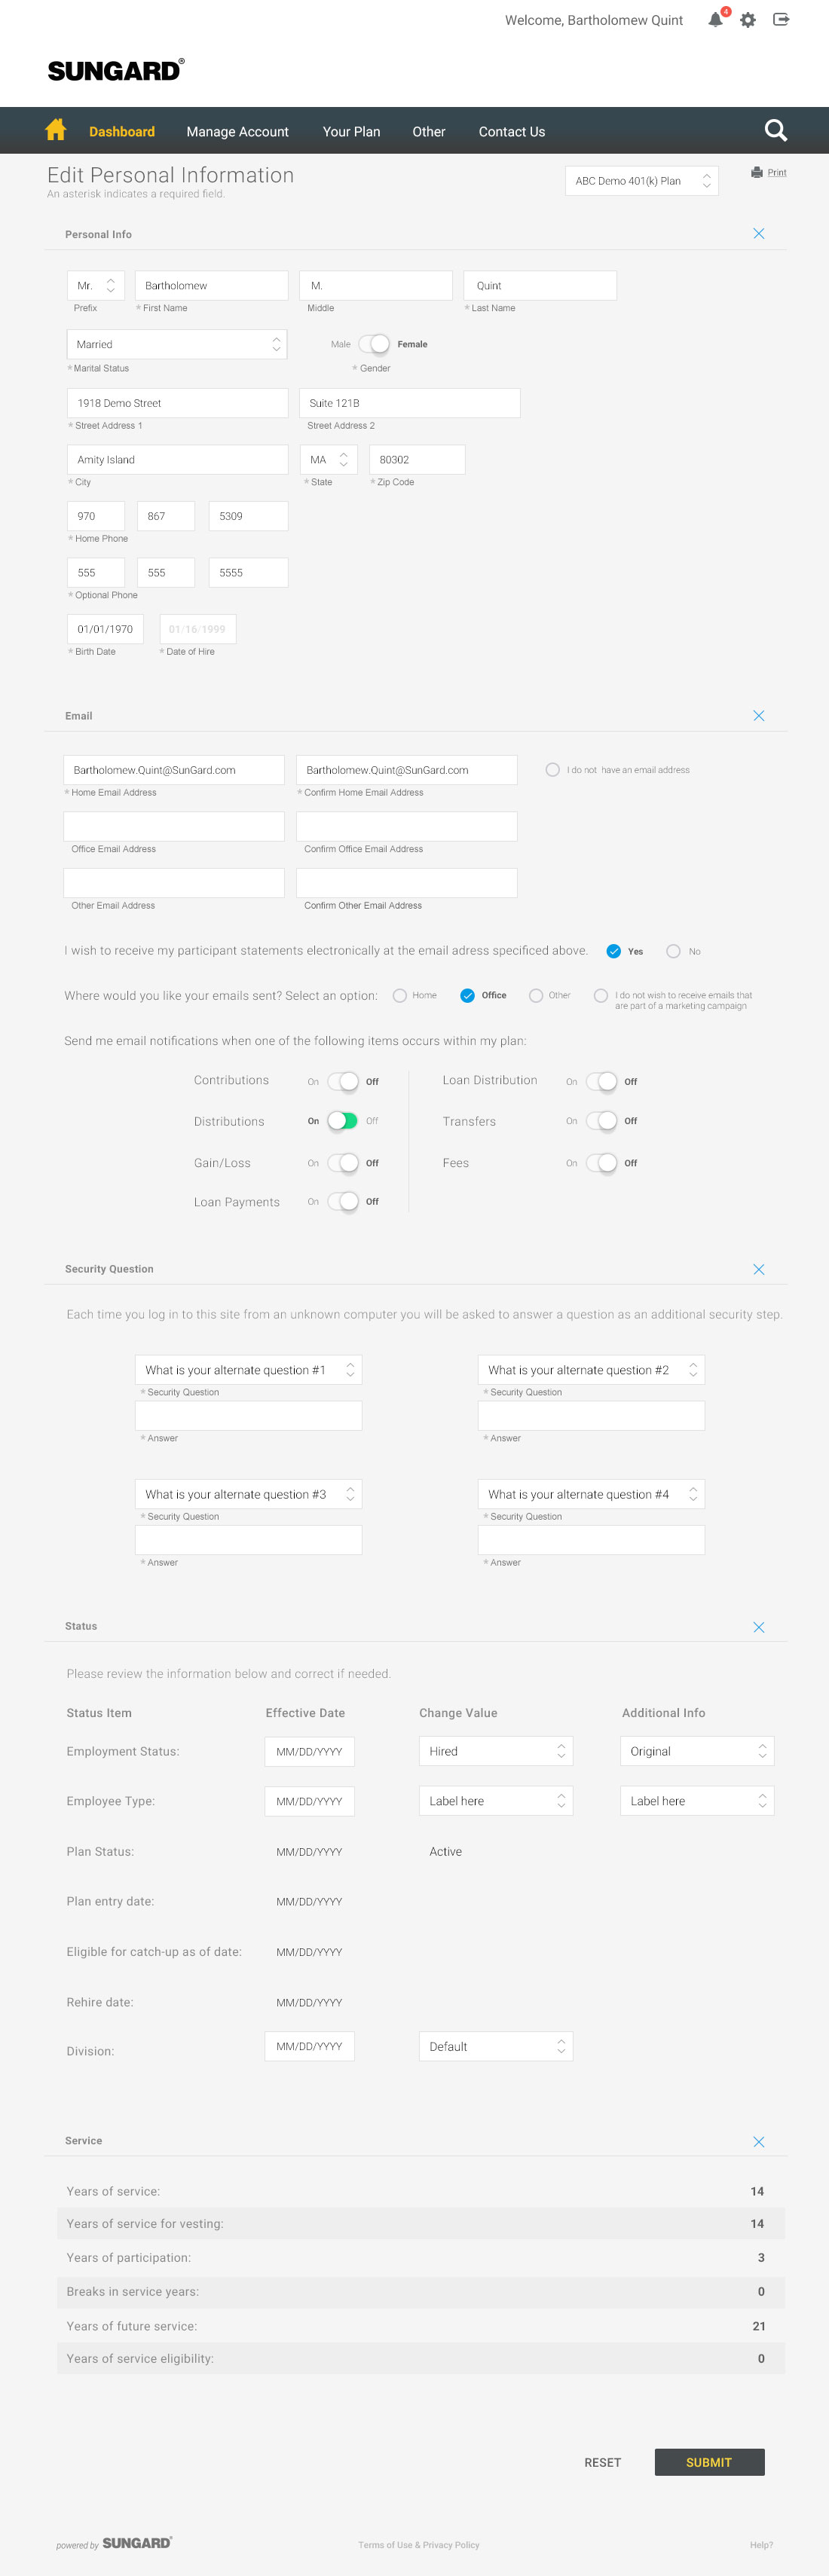 Welcome, Bartholomew Quint 4
SUNGARD®
Dashboard Manage Account Your Plan Other Contact Us
Edit Personal Information
An asterisk indicates a required field.
ABC Demo 401(k) Plan
Print
Personal Info
Mr. Bartholomew M. Quint
Prefix * First Name Middle * Last Name
Married Male Female
* Marital Status * Gender
1918 Demo Street Suite 121B
* Street Address 1 Street Address 2
Amity Island MA 80302
* City * State * Zip Code
970 867 5309
* Home Phone
555 555 5555
* Optional Phone
01/01/1970 01/16/1999
* Birth Date * Date of Hire
Email
Bartholomew.Quint@SunGard.com Bartholomew.Quint@SunGard.com I do not have an email address
* Home Email Address * Confirm Home Email Address
Office Email Address Confirm Office Email Address
Other Email Address Confirm Other Email Address
I wish to receive my participant statements electronically at the email adress specificed above. Yes No
Where would you like your emails sent? Select an option: Home Office Other I do not wish to receive emails that
are part of a marketing campaign
Send me email notifications when one of the following items occurs within my plan:
Contributions On Off Loan Distribution On Off
Distributions On Off Transfers On Off
Gain/Loss On Off Fees On Off
Loan Payments On Off
Security Question
Each time you log in to this site from an unknown computer you will be asked to answer a question as an additional security step.
What is your alternate question #1 What is your alternate question #2
* Security Question * Security Question
* Answer * Answer
What is your alternate question #3 What is your alternate question #4
* Security Question * Security Question
* Answer * Answer
Status
Please review the information below and correct if needed.
Status Item Effective Date Change Value Additional Info
Employment Status: MM/DD/YYYY Hired Original
Employee Type: MM/DD/YYYY Label here Label here
Plan Status: MM/DD/YYYY Active
Plan entry date: MM/DD/YYYY
Eligible for catch-up as of date: MM/DD/YYYY
Rehire date: MM/DD/YYYY
Division: MM/DD/YYYY Default
Service
Years of service: 14
Years of service for vesting: 14
Years of participation: 3
Breaks in service years: 0
Years of future service: 21
Years of service eligibility: 0
RESET SUBMIT
powered by SUNGARD® Terms of Use & Privacy Policy Help?